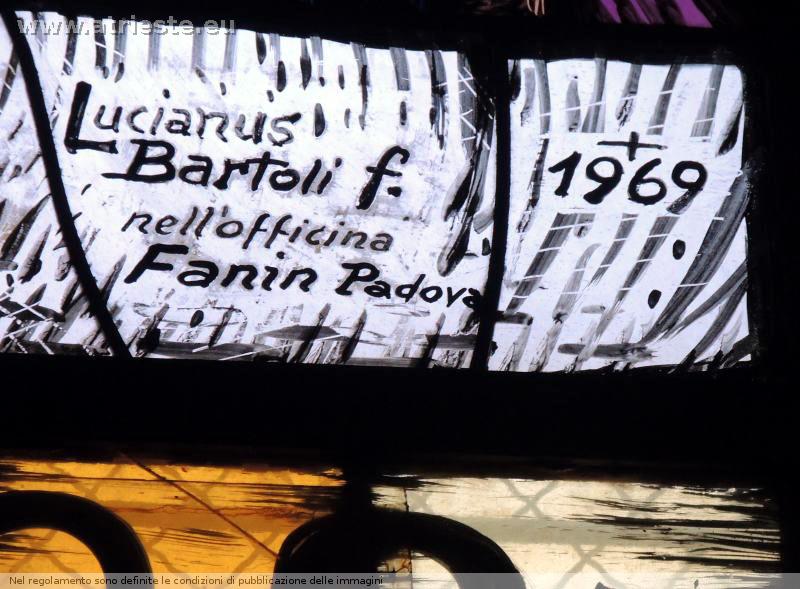 www.atrieste.eu
Lucianus
Bartoli f.
nell'officina
Fanin Padova
+
1969
Nel regolamento sono definite le condizioni di pubblicazione delle immagini